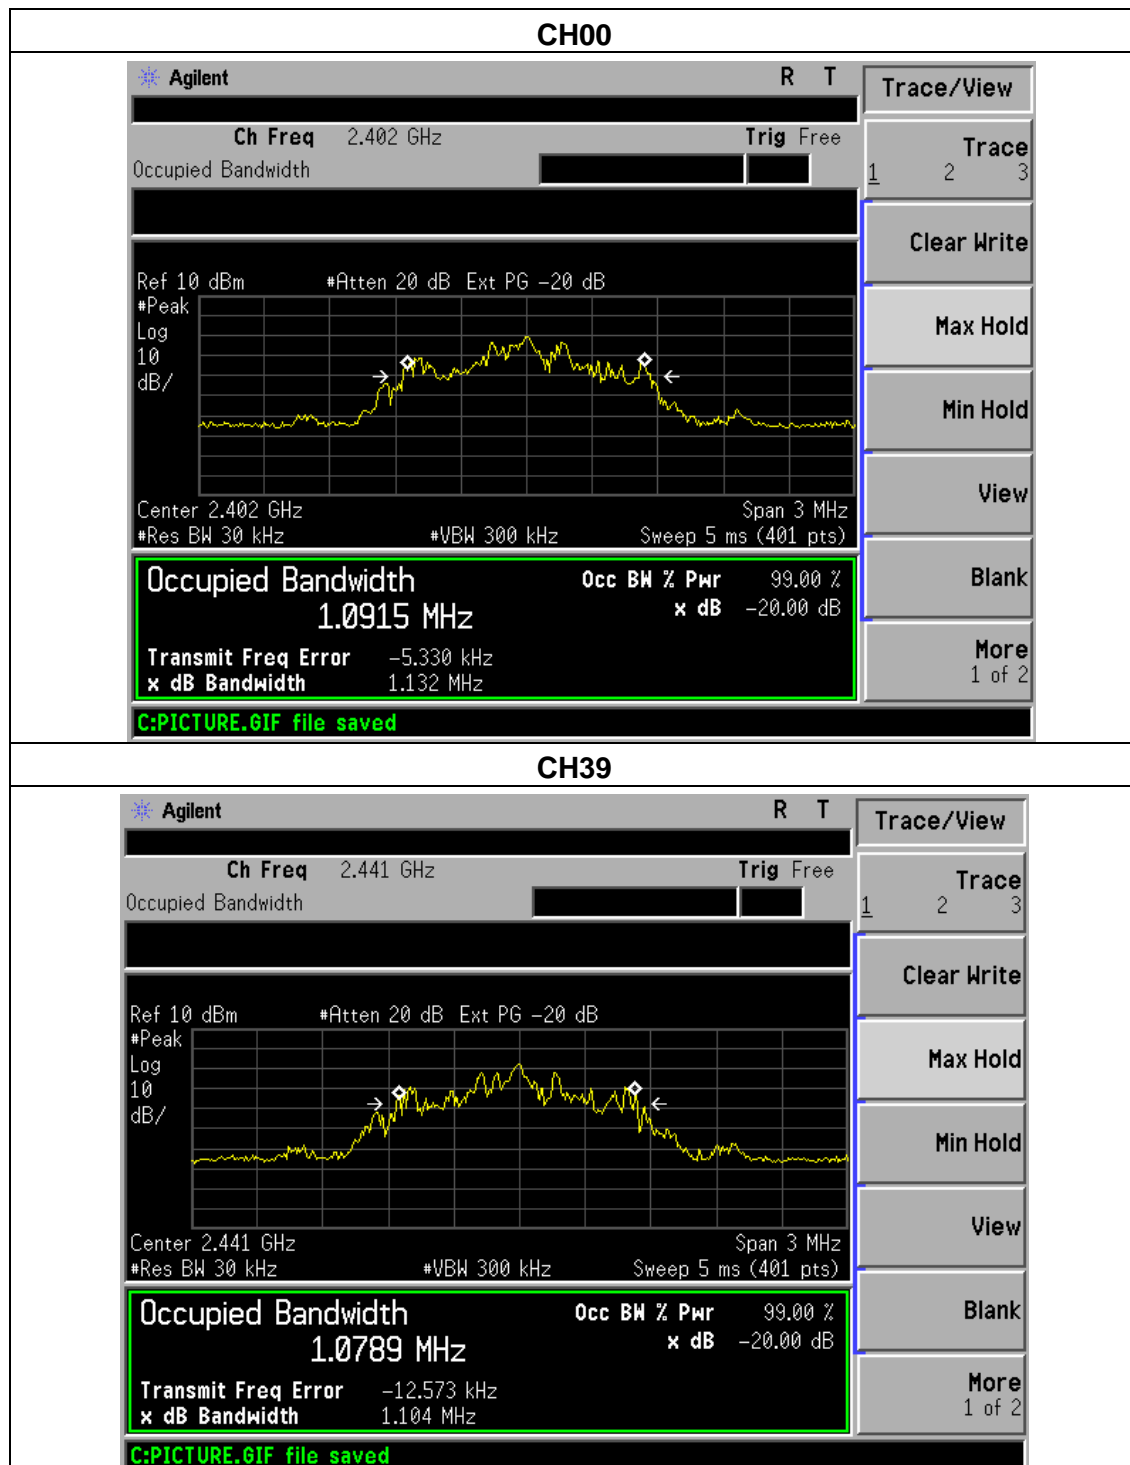 CH00
Agilent R T Trace/View
Ch Freq 2.402 GHz Trig Free
Occupied Bandwidth
Trace
1 2 3
Clear Write
Ref 10 dBm #Atten 20 dB Ext PG -20 dB
#Peak
Log
10
dB/
Max Hold
Min Hold
View
Center 2.402 GHz Span 3 MHz
#Res BW 30 kHz #VBW 300 kHz Sweep 5 ms (401 pts)
Occupied Bandwidth Occ BW % Pwr 99.00 %
1.0915 MHz x dB -20.00 dB
Blank
Transmit Freq Error -5.330 kHz
x dB Bandwidth 1.132 MHz
More
1 of 2
C:PICTURE.GIF file saved
CH39
Agilent R T Trace/View
Ch Freq 2.441 GHz Trig Free
Occupied Bandwidth
Trace
1 2 3
Clear Write
Ref 10 dBm #Atten 20 dB Ext PG -20 dB
#Peak
Log
10
dB/
Max Hold
Min Hold
View
Center 2.441 GHz Span 3 MHz
#Res BW 30 kHz #VBW 300 kHz Sweep 5 ms (401 pts)
Occupied Bandwidth Occ BW % Pwr 99.00 %
1.0789 MHz x dB -20.00 dB
Blank
Transmit Freq Error -12.573 kHz
x dB Bandwidth 1.104 MHz
More
1 of 2
C:PICTURE.GIF file saved